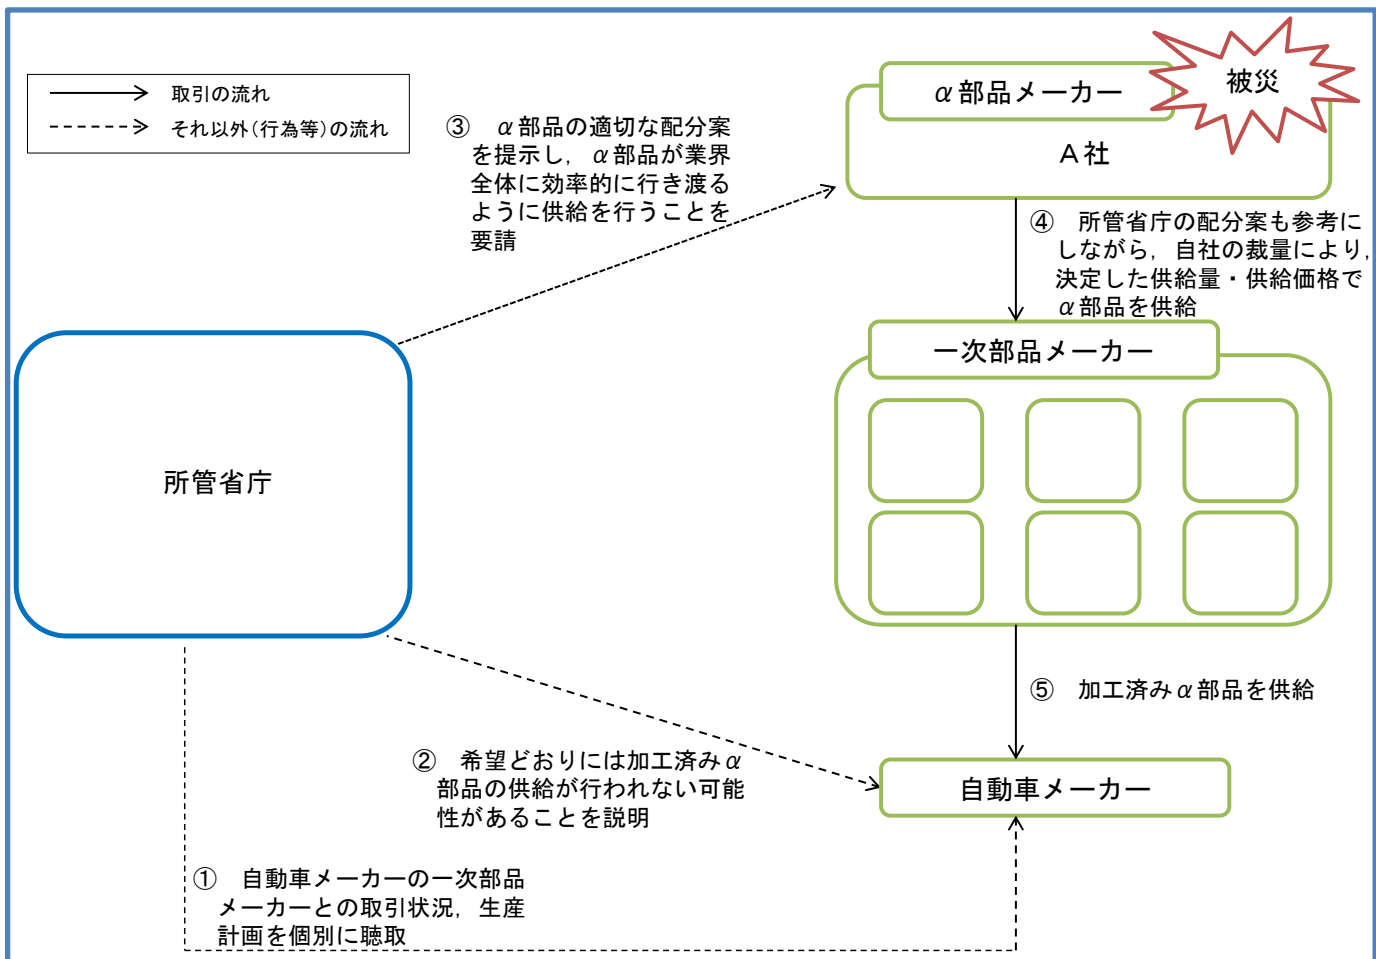 取引の流れ
それ以外(行為等)の流れ
α部品メーカー
被災
A社
③　α部品の適切な配分案
を提示し，α部品が業界
全体に効率的に行き渡る
ように供給を行うことを
要請
④　所管省庁の配分案も参考に
しながら，自社の裁量により，
決定した供給量・供給価格で
α部品を供給
一次部品メーカー
所管省庁
⑤　加工済みα部品を供給
②　希望どおりには加工済みα
部品の供給が行われない可能
性があることを説明
自動車メーカー
①　自動車メーカーの一次部品
メーカーとの取引状況，生産
計画を個別に聴取